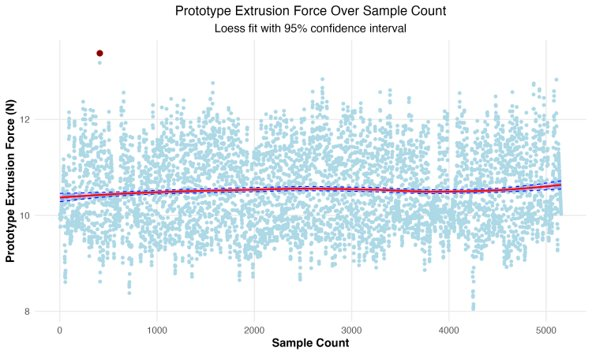 Prototype Extrusion Force Over Sample Count
Loess fit with 95% confidence interval
Prototype Extrusion Force (N)
12
10
8
0
1000
2000
3000
4000
5000
Sample Count